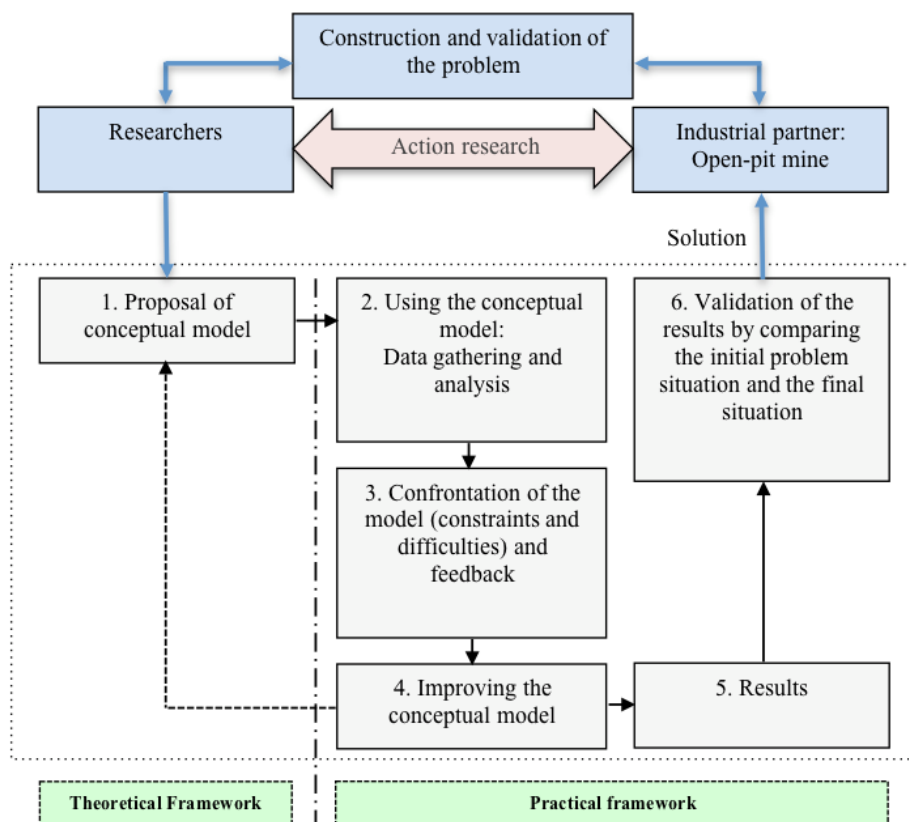 Construction and validation of
the problem
Researchers
Action research
Industrial partner:
Open-pit mine
Solution
1. Proposal of
conceptual model
2. Using the conceptual
model:
Data gathering and
analysis
6. Validation of the
results by comparing
the initial problem
situation and the final
situation
3. Confrontation of the
model (constraints and
difficulties) and
feedback
4. Improving the
conceptual model
5. Results
Theoretical Framework
Practical framework